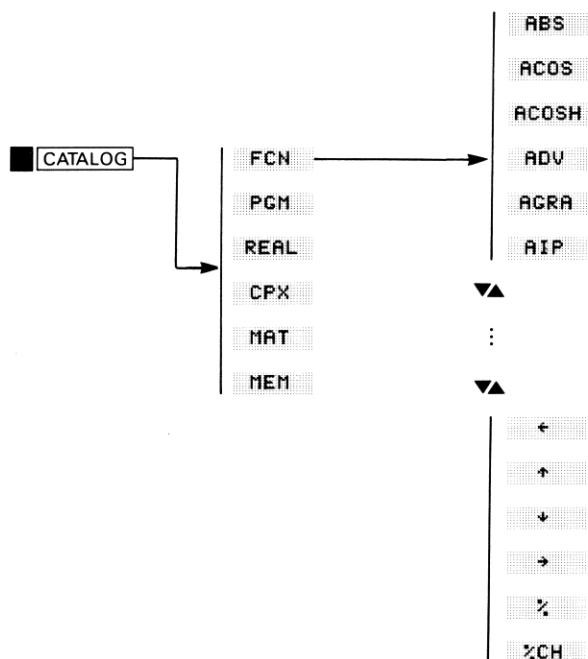 ABS
ACOS
ACOSH
CATALOG
FCN
ADV
PGM
AGRA
REAL
AIP
CPX
▼▲
MAT
⋮
MEM
▼▲
←
↑
↓
→
%
%CH